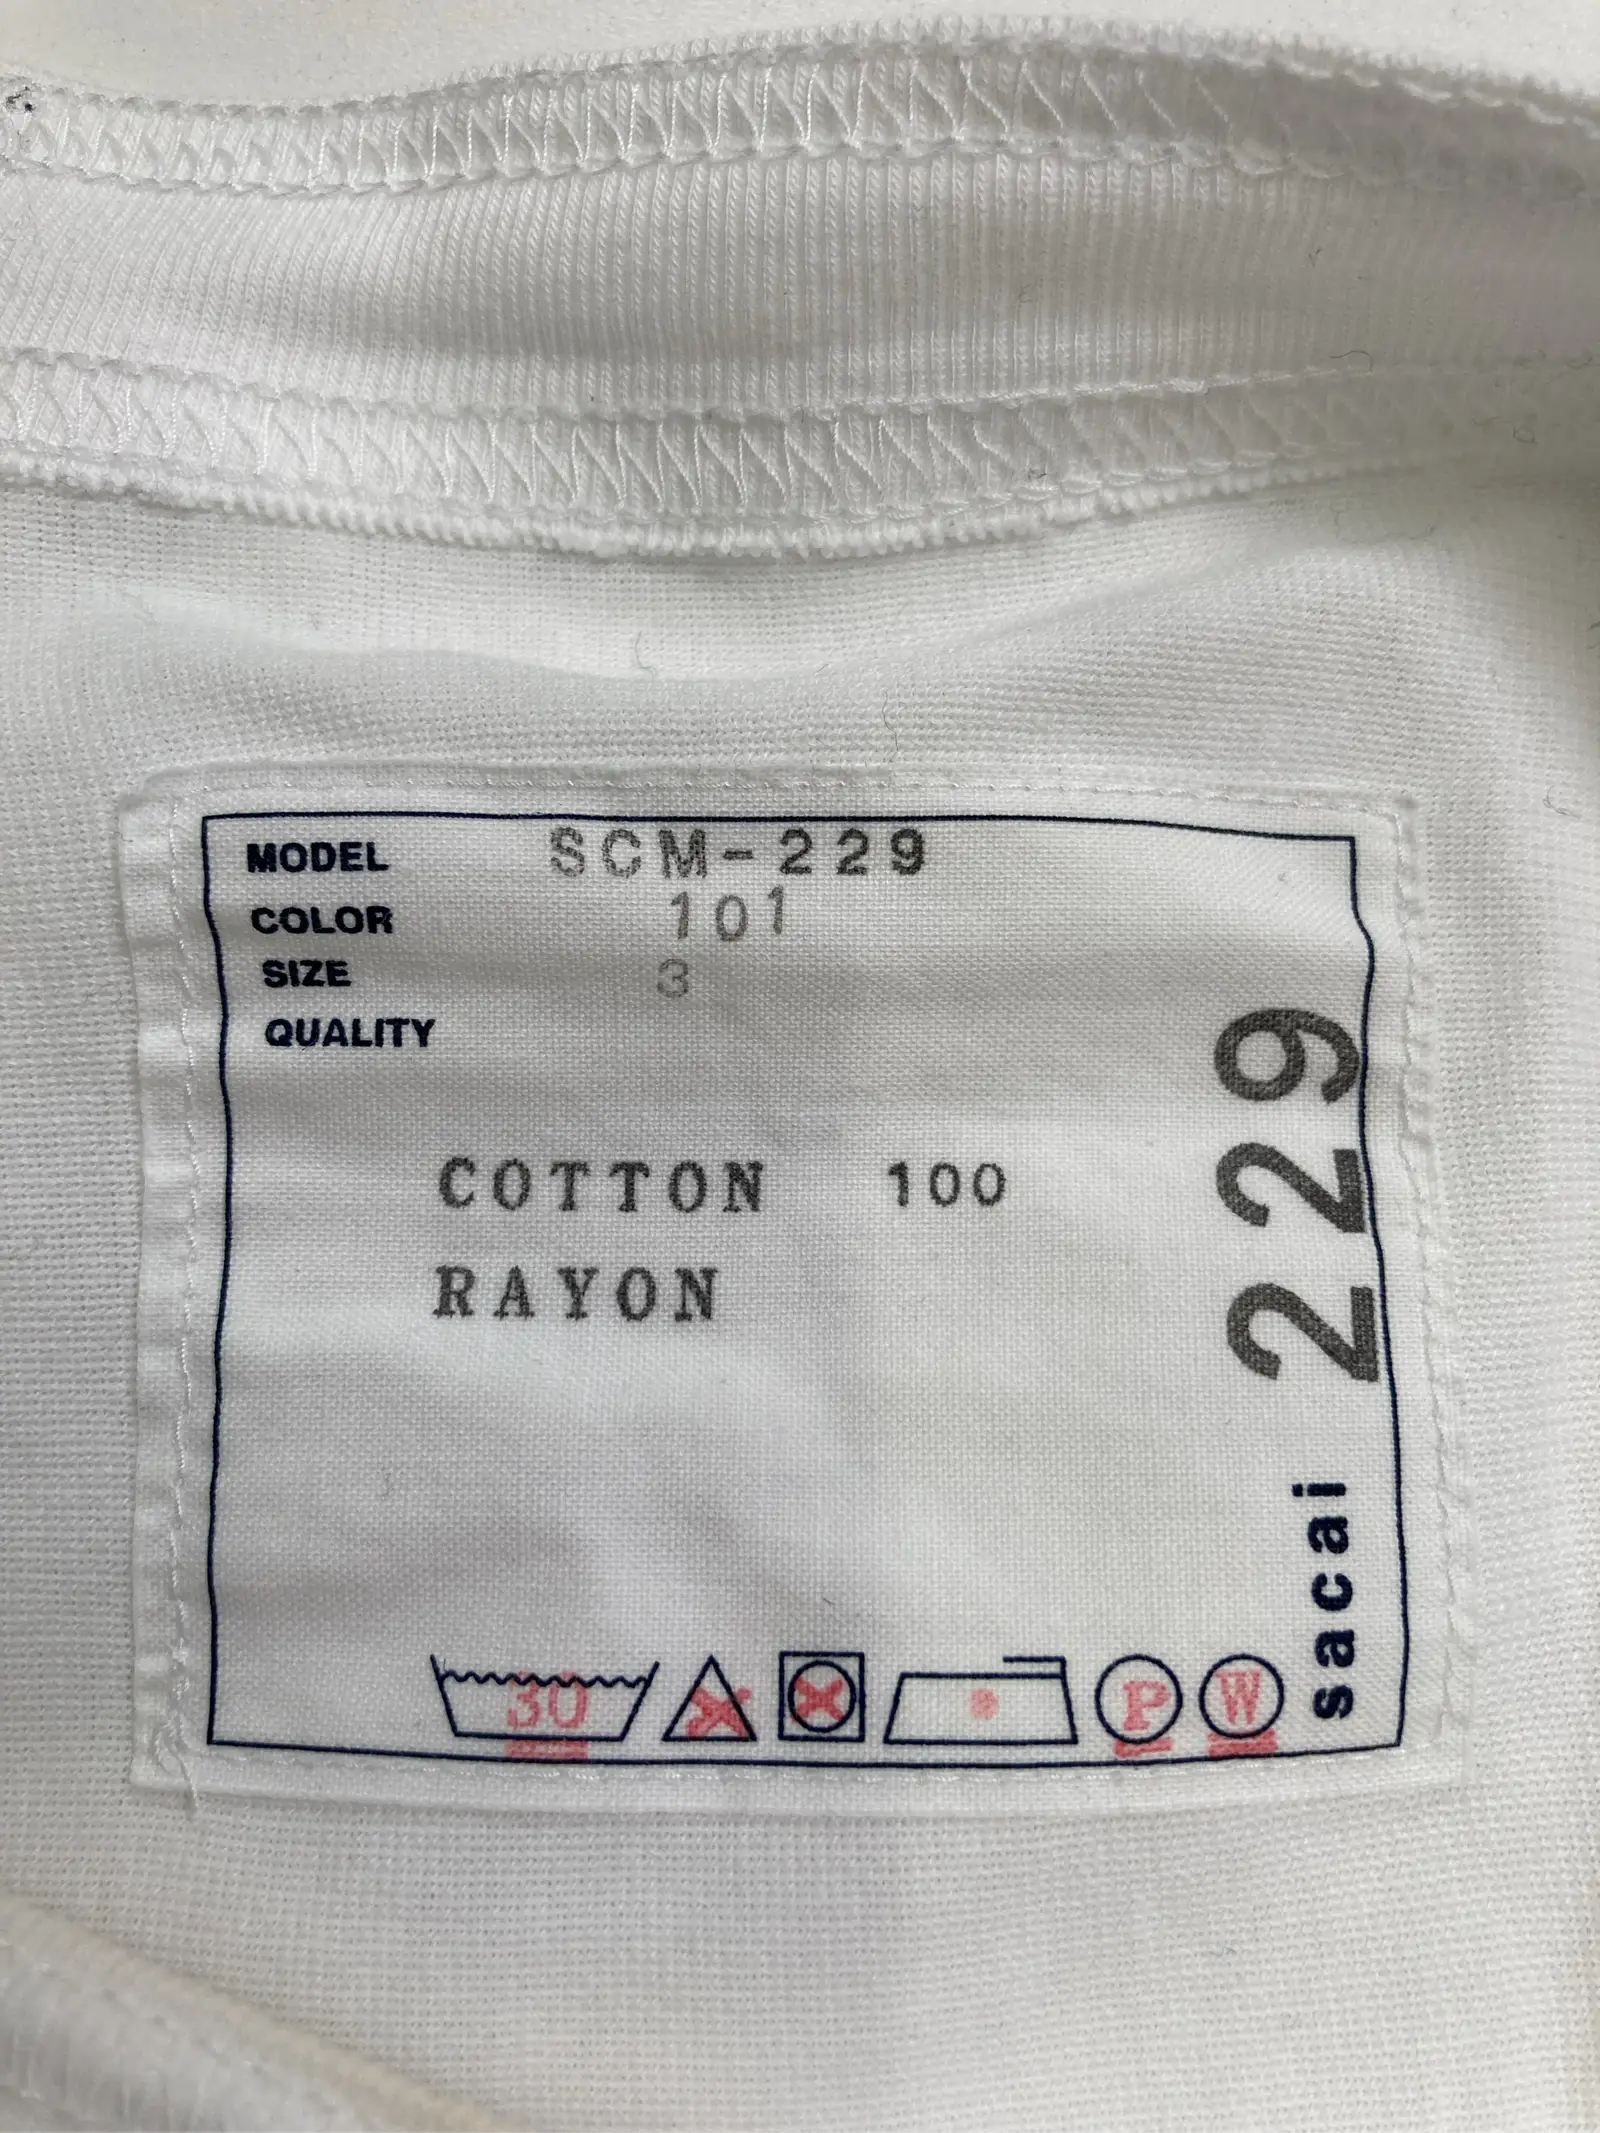 MODEL SCM-229
COLOR 101
SIZE 3
QUALITY
COTTON 100
RAYON
229
sacai
30
P
W